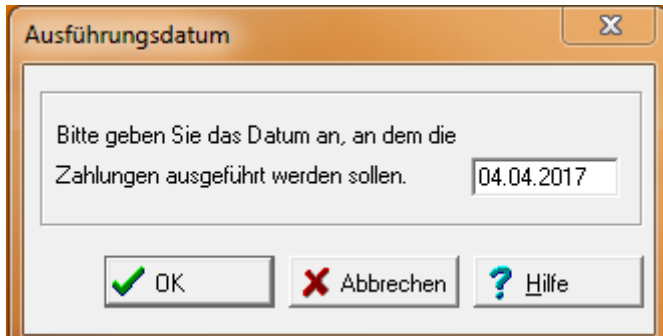 Ausführungsdatum
Bitte geben Sie das Datum an, an dem die
Zahlungen ausgeführt werden sollen.
04.04.2017
OK
Abbrechen
Hilfe